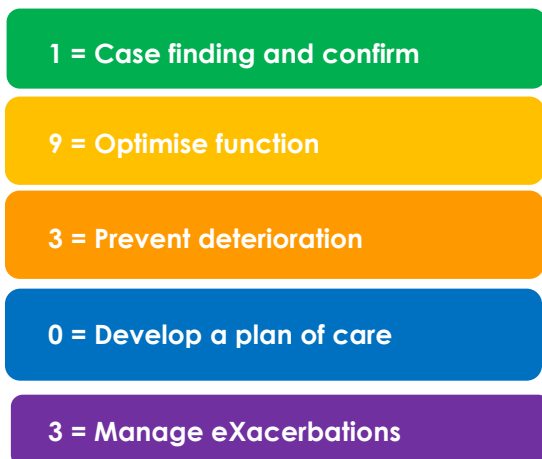 1 = Case finding and confirm
9 = Optimise function
3 = Prevent deterioration
0 = Develop a plan of care
3 = Manage eXacerbations